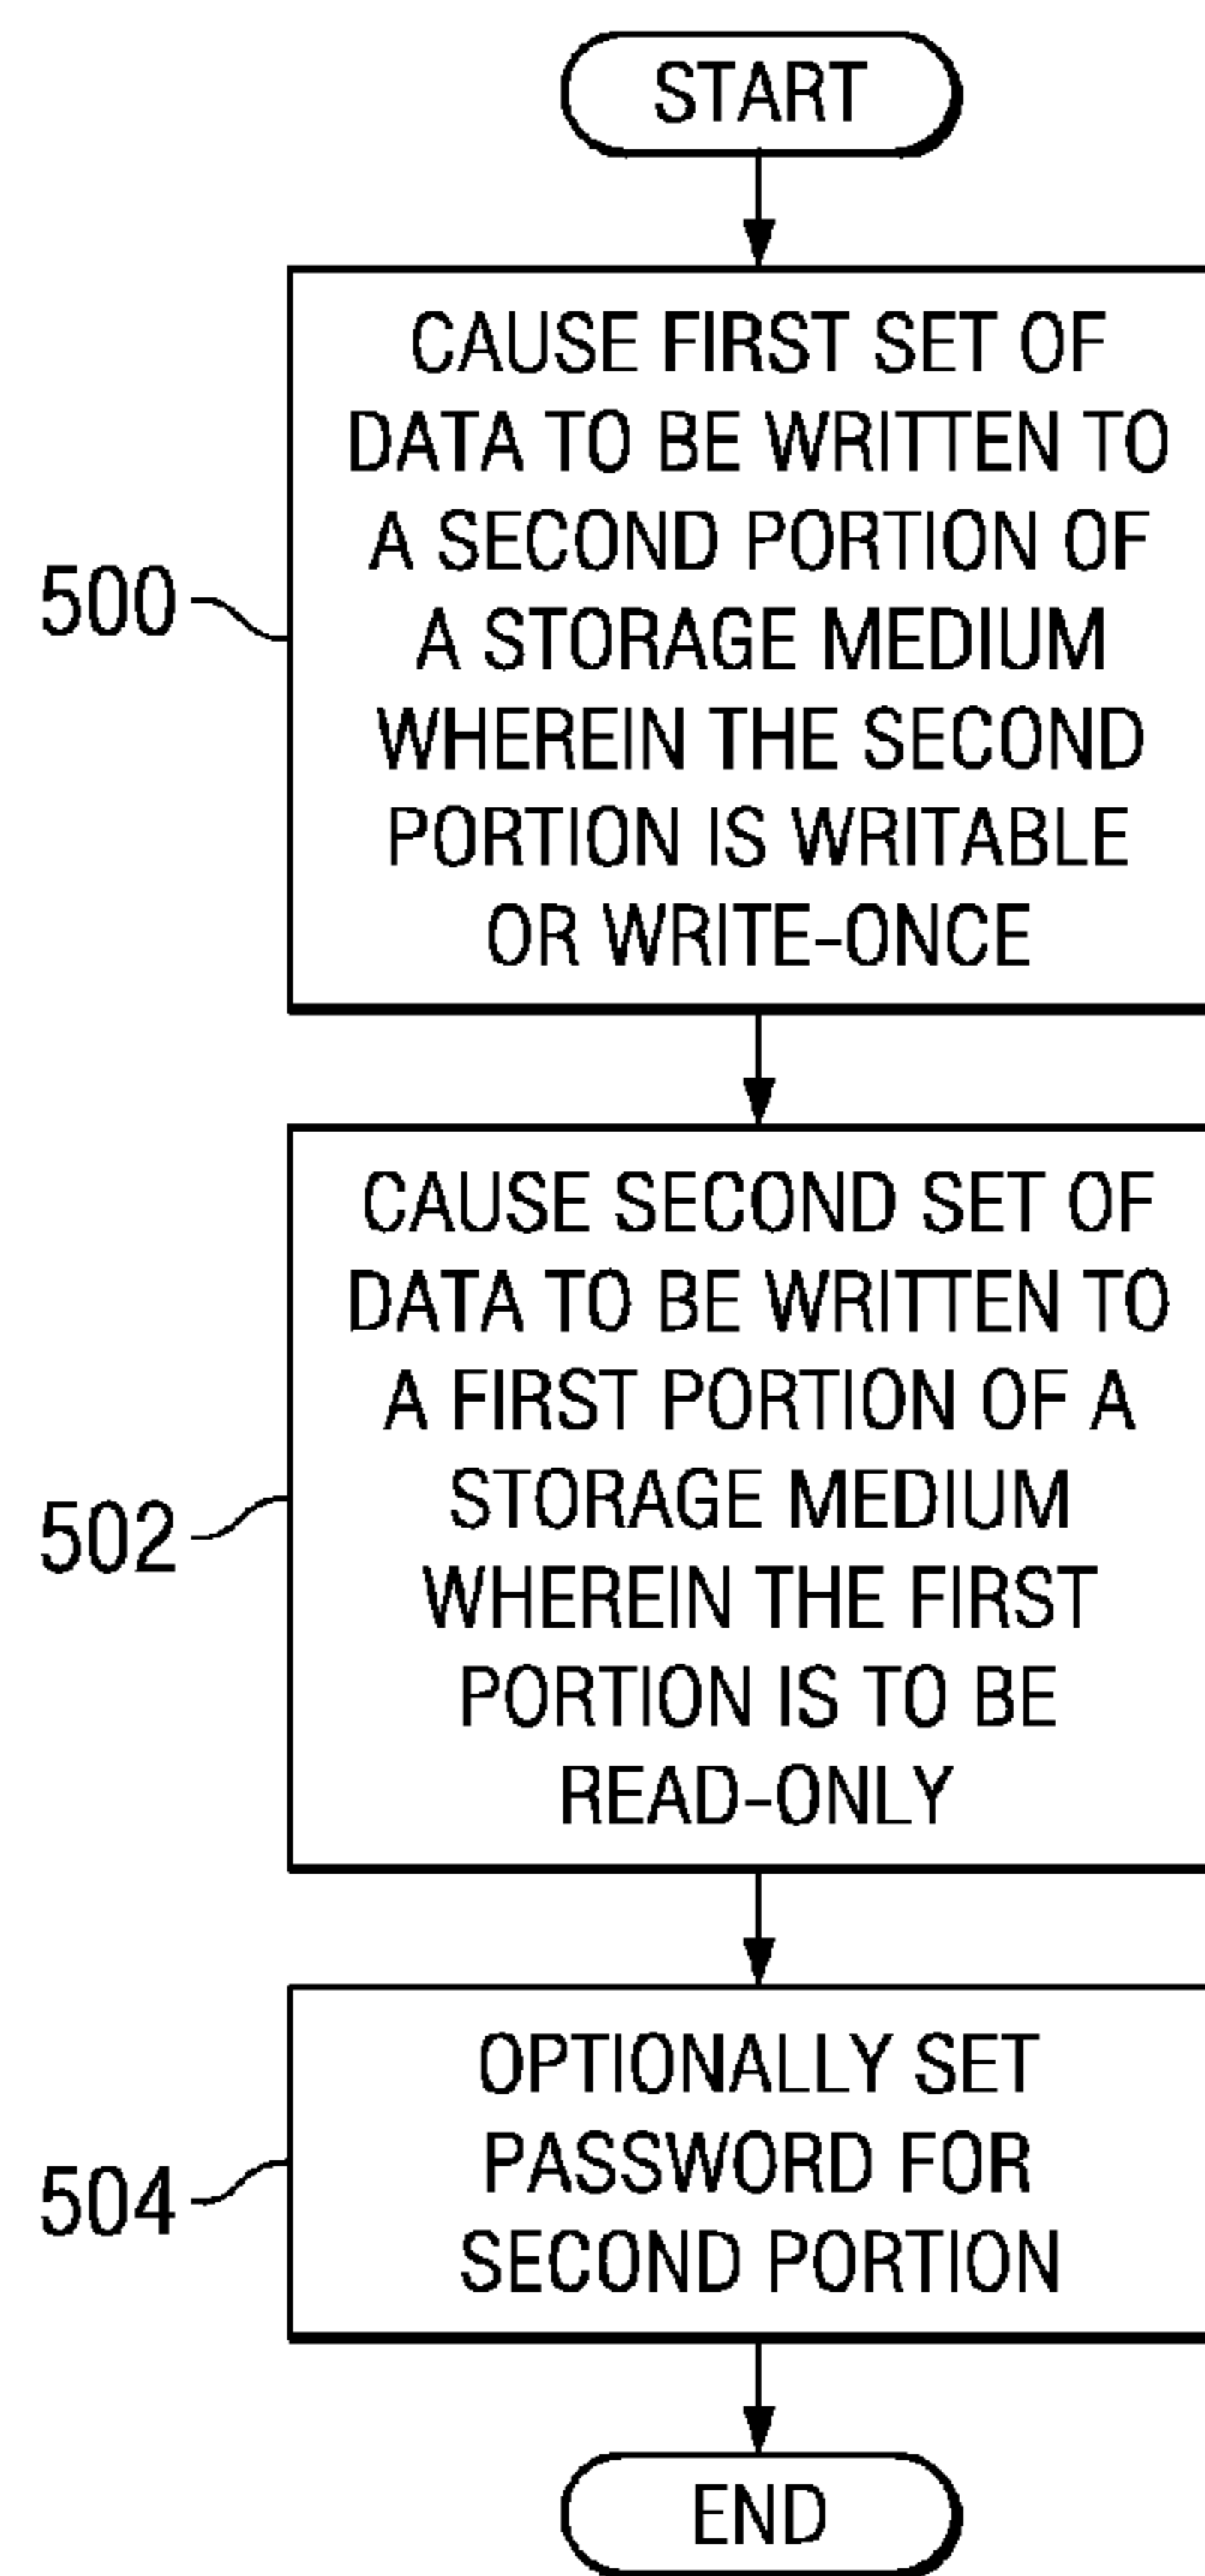 START
CAUSE FIRST SET OF
DATA TO BE WRITTEN TO
A SECOND PORTION OF
A STORAGE MEDIUM
WHEREIN THE SECOND
PORTION IS WRITABLE
OR WRITE-ONCE
500
CAUSE SECOND SET OF
DATA TO BE WRITTEN TO
A FIRST PORTION OF A
STORAGE MEDIUM
WHEREIN THE FIRST
PORTION IS TO BE
READ-ONLY
502
OPTIONALLY SET
PASSWORD FOR
SECOND PORTION
504
END